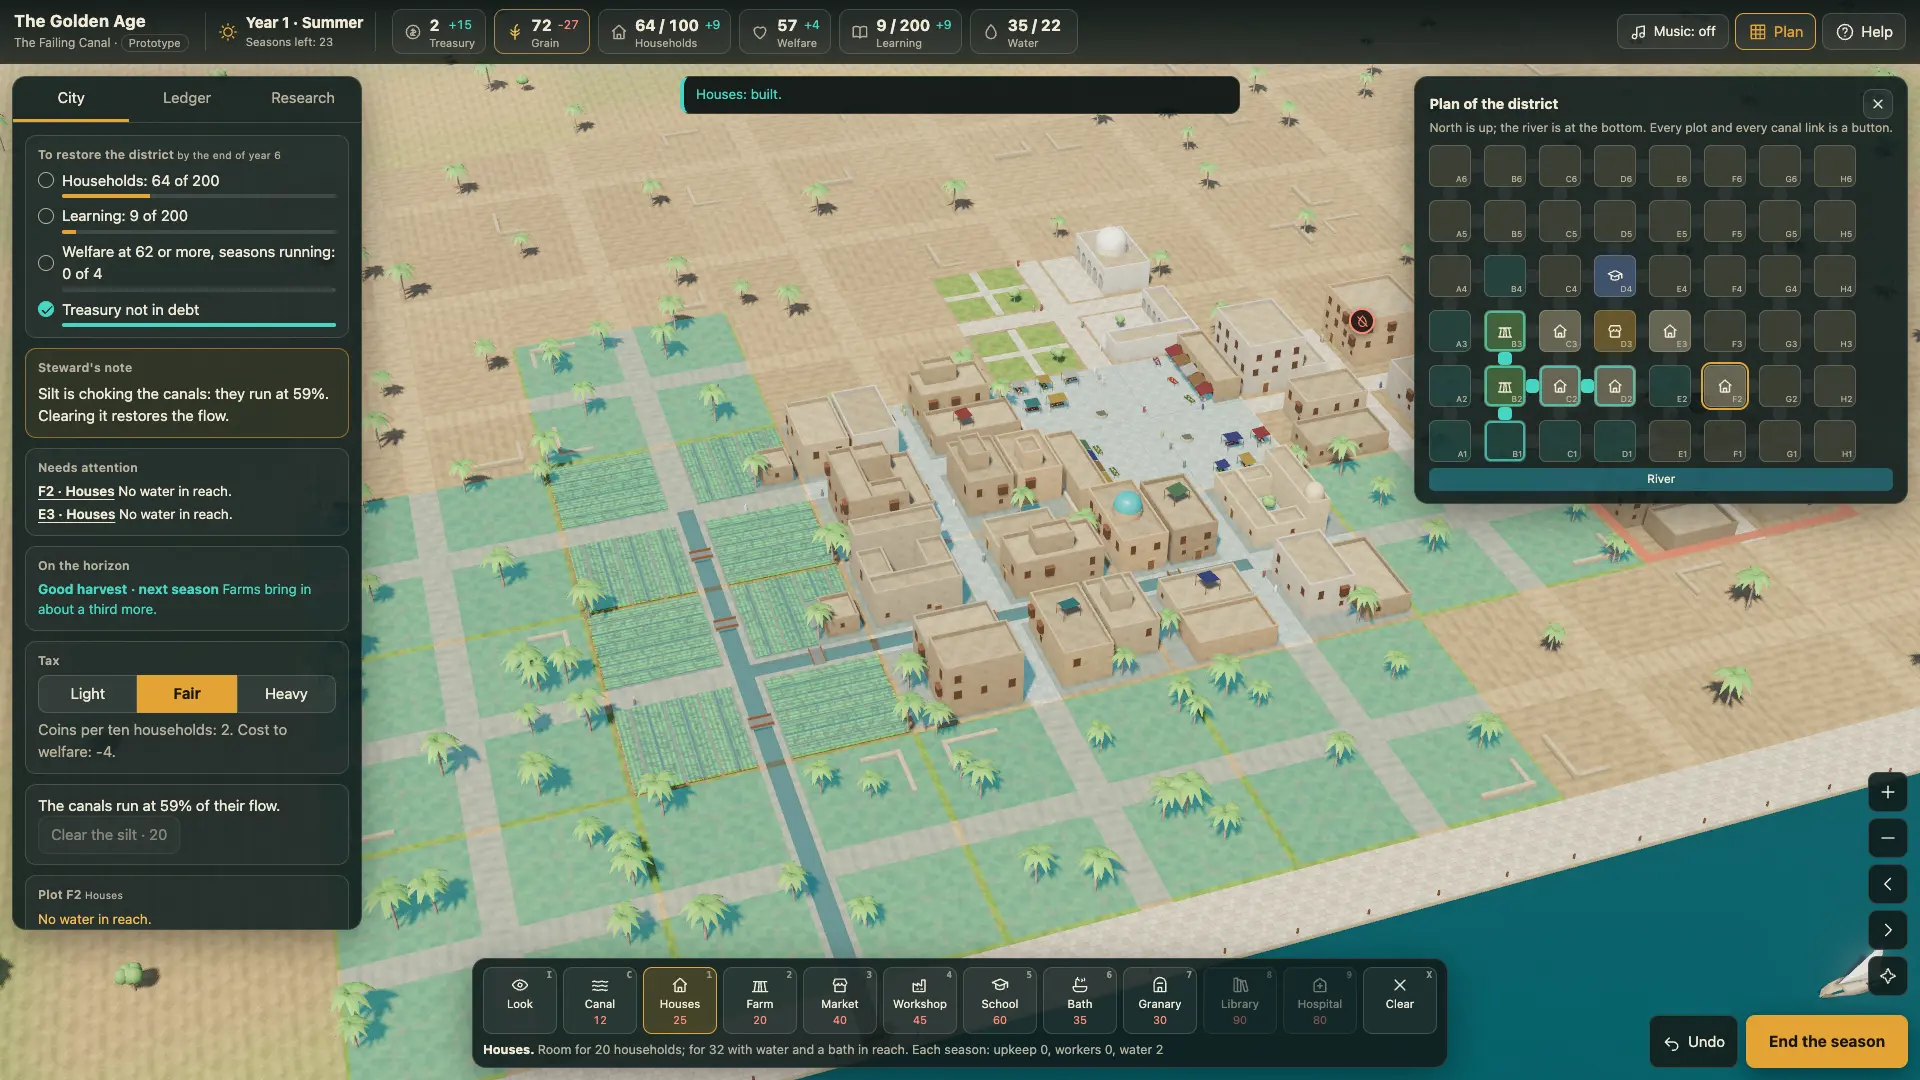 The Golden Age
The Failing Canal · Prototype
Year 1 · Summer
Seasons left: 23
2 +15
Treasury
72 -27
Grain
64 / 100 +9
Households
57 +4
Welfare
9 / 200 +9
Learning
35 / 22
Water
Music: off
Plan
Help
City
Ledger
Research
To restore the district by the end of year 6
Households: 64 of 200
Learning: 9 of 200
Welfare at 62 or more, seasons running:
0 of 4
Treasury not in debt
Steward's note
Silt is choking the canals: they run at 59%.
Clearing it restores the flow.
Needs attention
F2 · Houses No water in reach.
E3 · Houses No water in reach.
On the horizon
Good harvest · next season Farms bring in
about a third more.
Tax
Light
Fair
Heavy
Coins per ten households: 2. Cost to
welfare: -4.
The canals run at 59% of their flow.
Clear the silt · 20
Plot F2 Houses
No water in reach.
Houses: built.
Plan of the district
North is up; the river is at the bottom. Every plot and every canal link is a button.
A6 B6 C6 D6 E6 F6 G6 H6
A5 B5 C5 D5 E5 F5 G5 H5
A4 B4 C4 D4 E4 F4 G4 H4
A3 B3 C3 D3 E3 F3 G3 H3
A2 B2 C2 D2 E2 F2 G2 H2
A1 B1 C1 D1 E1 F1 G1 H1
River
I
Look
C
Canal
12
1
Houses
25
2
Farm
20
3
Market
40
4
Workshop
45
5
School
60
6
Bath
35
7
Granary
30
8
Library
90
9
Hospital
80
X
Clear
Houses. Room for 20 households; for 32 with water and a bath in reach. Each season: upkeep 0, workers 0, water 2
Undo
End the season